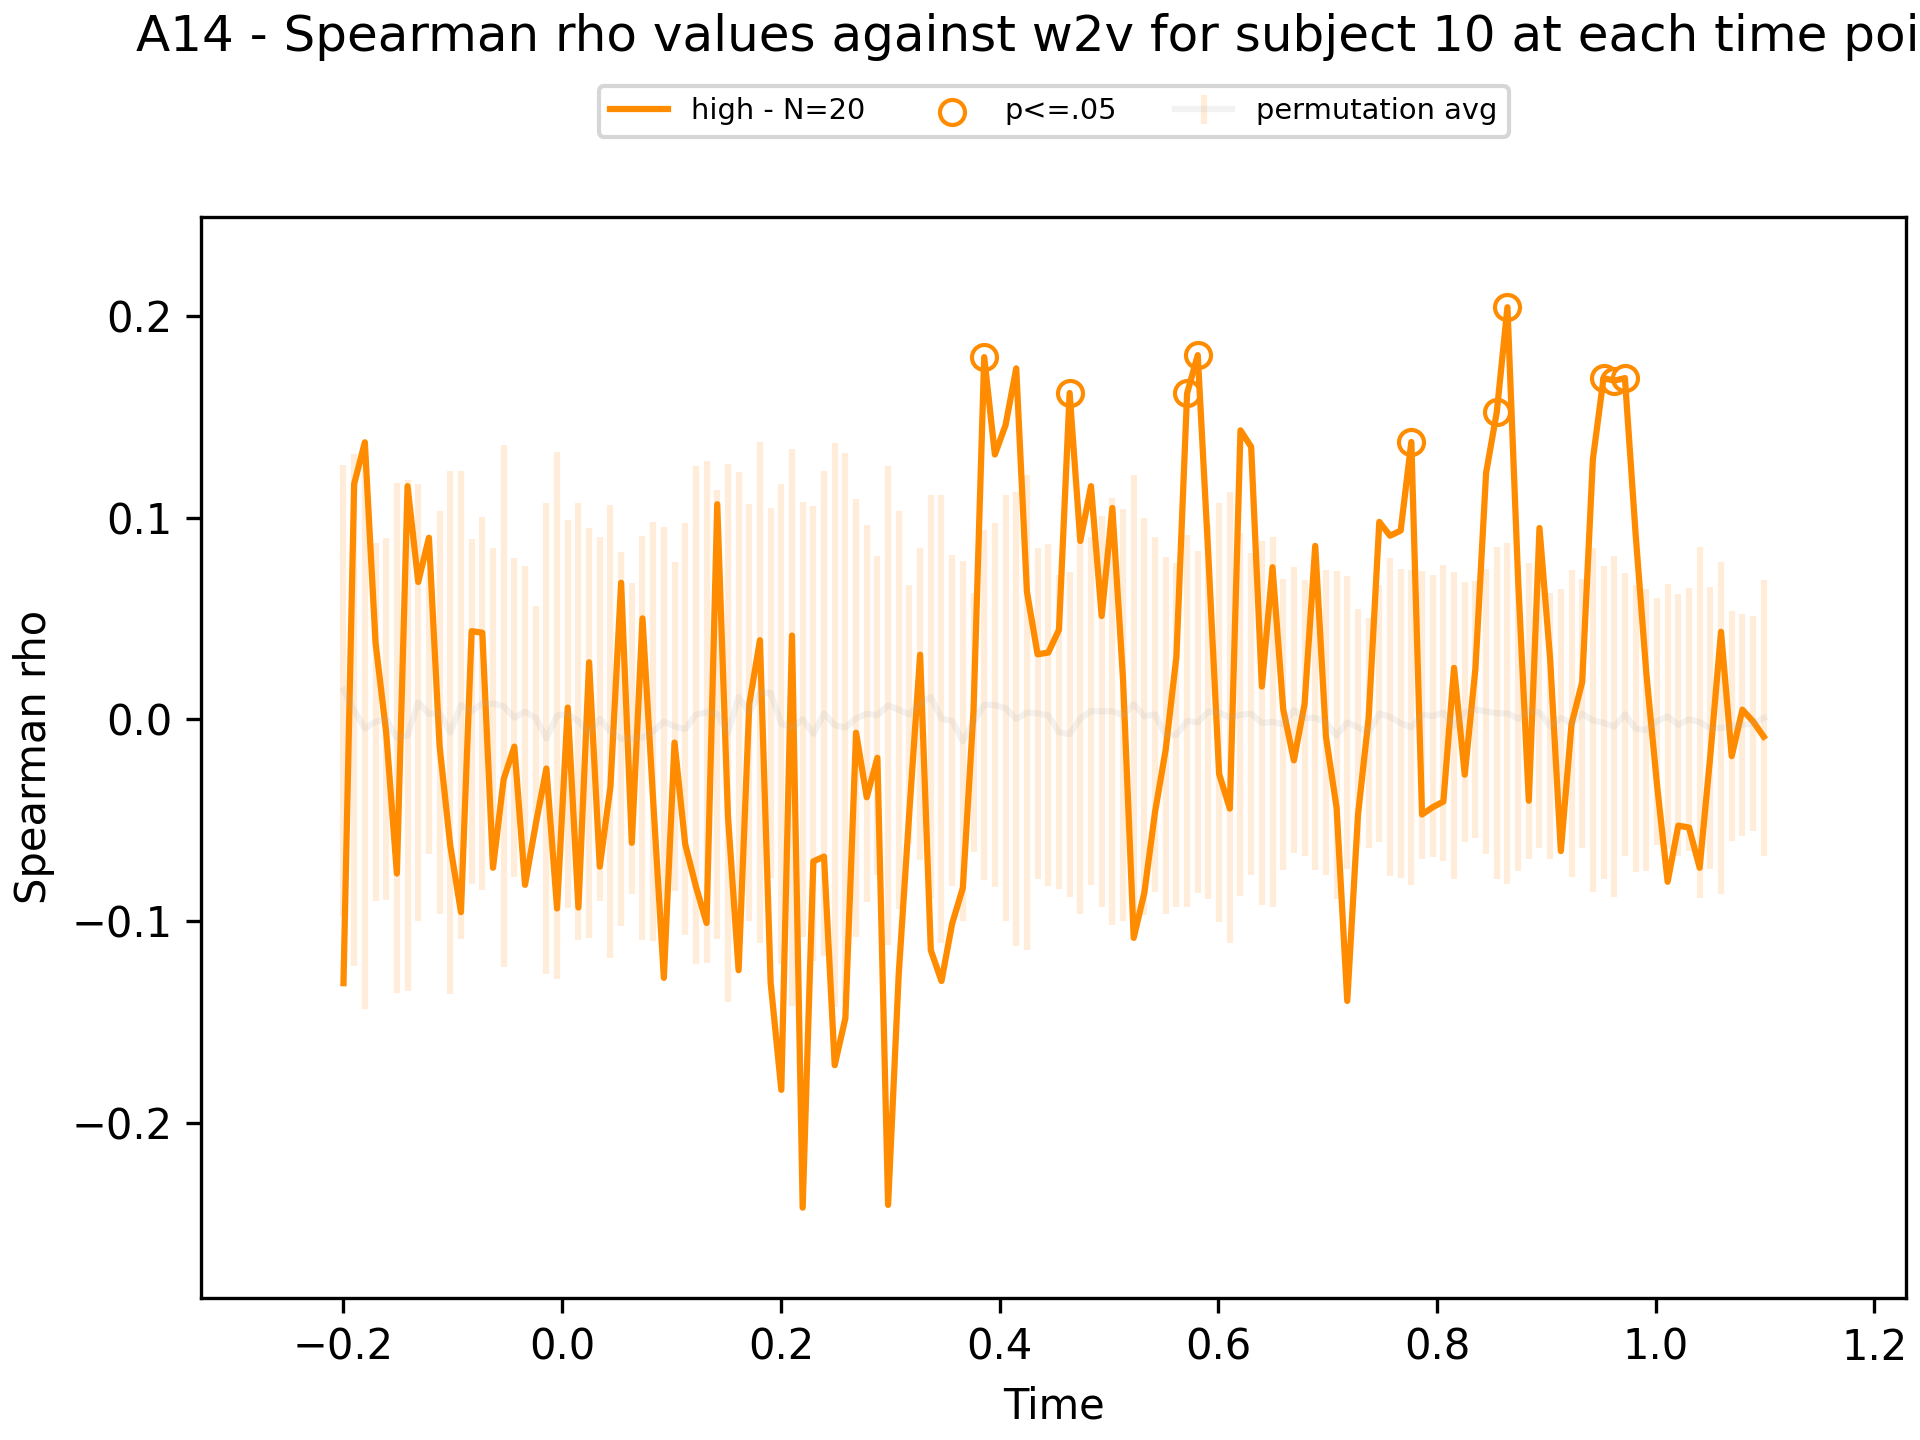 A14 - Spearman rho values against w2v for subject 10 at each time poi
high - N=20 p<=.05 permutation avg
0.2
0.1
0.0
−0.1
−0.2
Spearman rho
−0.2 0.0 0.2 0.4 0.6 0.8 1.0 1.2
Time